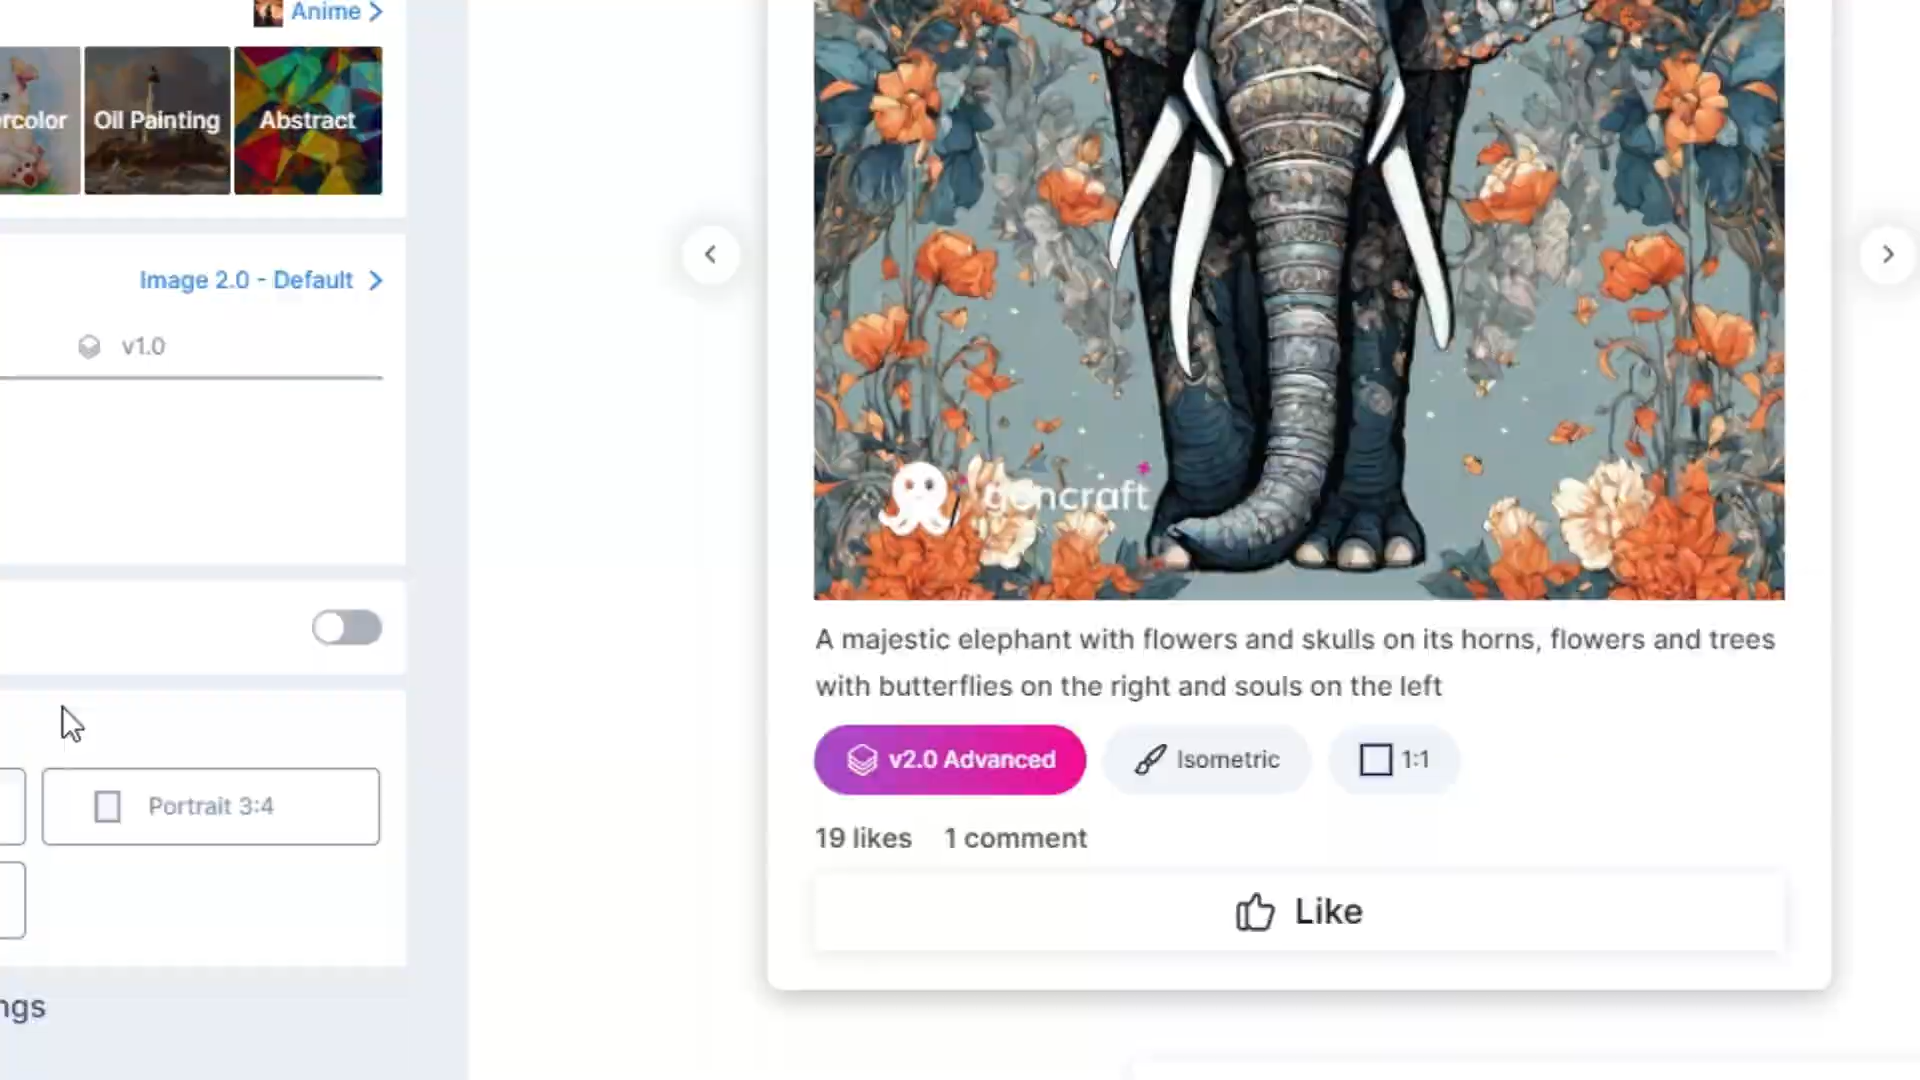 Anime
rcolor
Oil Painting
Abstract
Image 2.0 - Default
v1.0
Portrait 3:4
ngs
gencraft
A majestic elephant with flowers and skulls on its horns, flowers and trees
with butterflies on the right and souls on the left
v2.0 Advanced
Isometric
1:1
19 likes
1 comment
Like